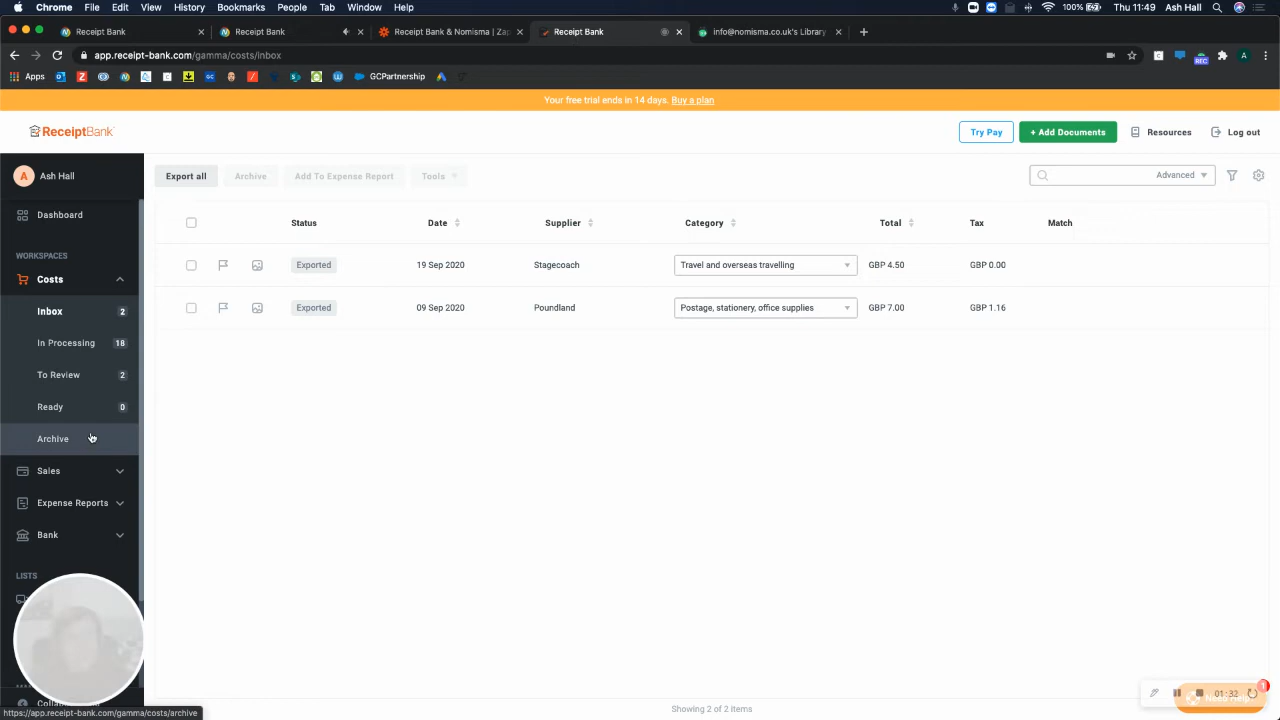 Chrome File Edit View History Bookmarks People Tab Window Help 100% Thu 11:49 Ash Hall
Receipt Bank Receipt Bank Receipt Bank & Nomisma | Zap Receipt Bank info@nomisma.co.uk's Library
app.receipt-bank.com/gamma/costs/inbox REC A
Apps GCPartnership
Your free trial ends in 14 days. Buy a plan
ReceiptBank Try Pay + Add Documents Resources Log out
A Ash Hall
Export all Archive Add To Expense Report Tools Advanced
Dashboard
Status Date Supplier Category Total Tax Match
WORKSPACES
Exported 19 Sep 2020 Stagecoach Travel and overseas travelling GBP 4.50 GBP 0.00
Costs
Exported 09 Sep 2020 Poundland Postage, stationery, office supplies GBP 7.00 GBP 1.16
Inbox 2
In Processing 18
To Review 2
Ready 0
Archive
Sales
Expense Reports
Bank
LISTS
01:32 1
Showing 2 of 2 items
https://app.receipt-bank.com/gamma/costs/archive